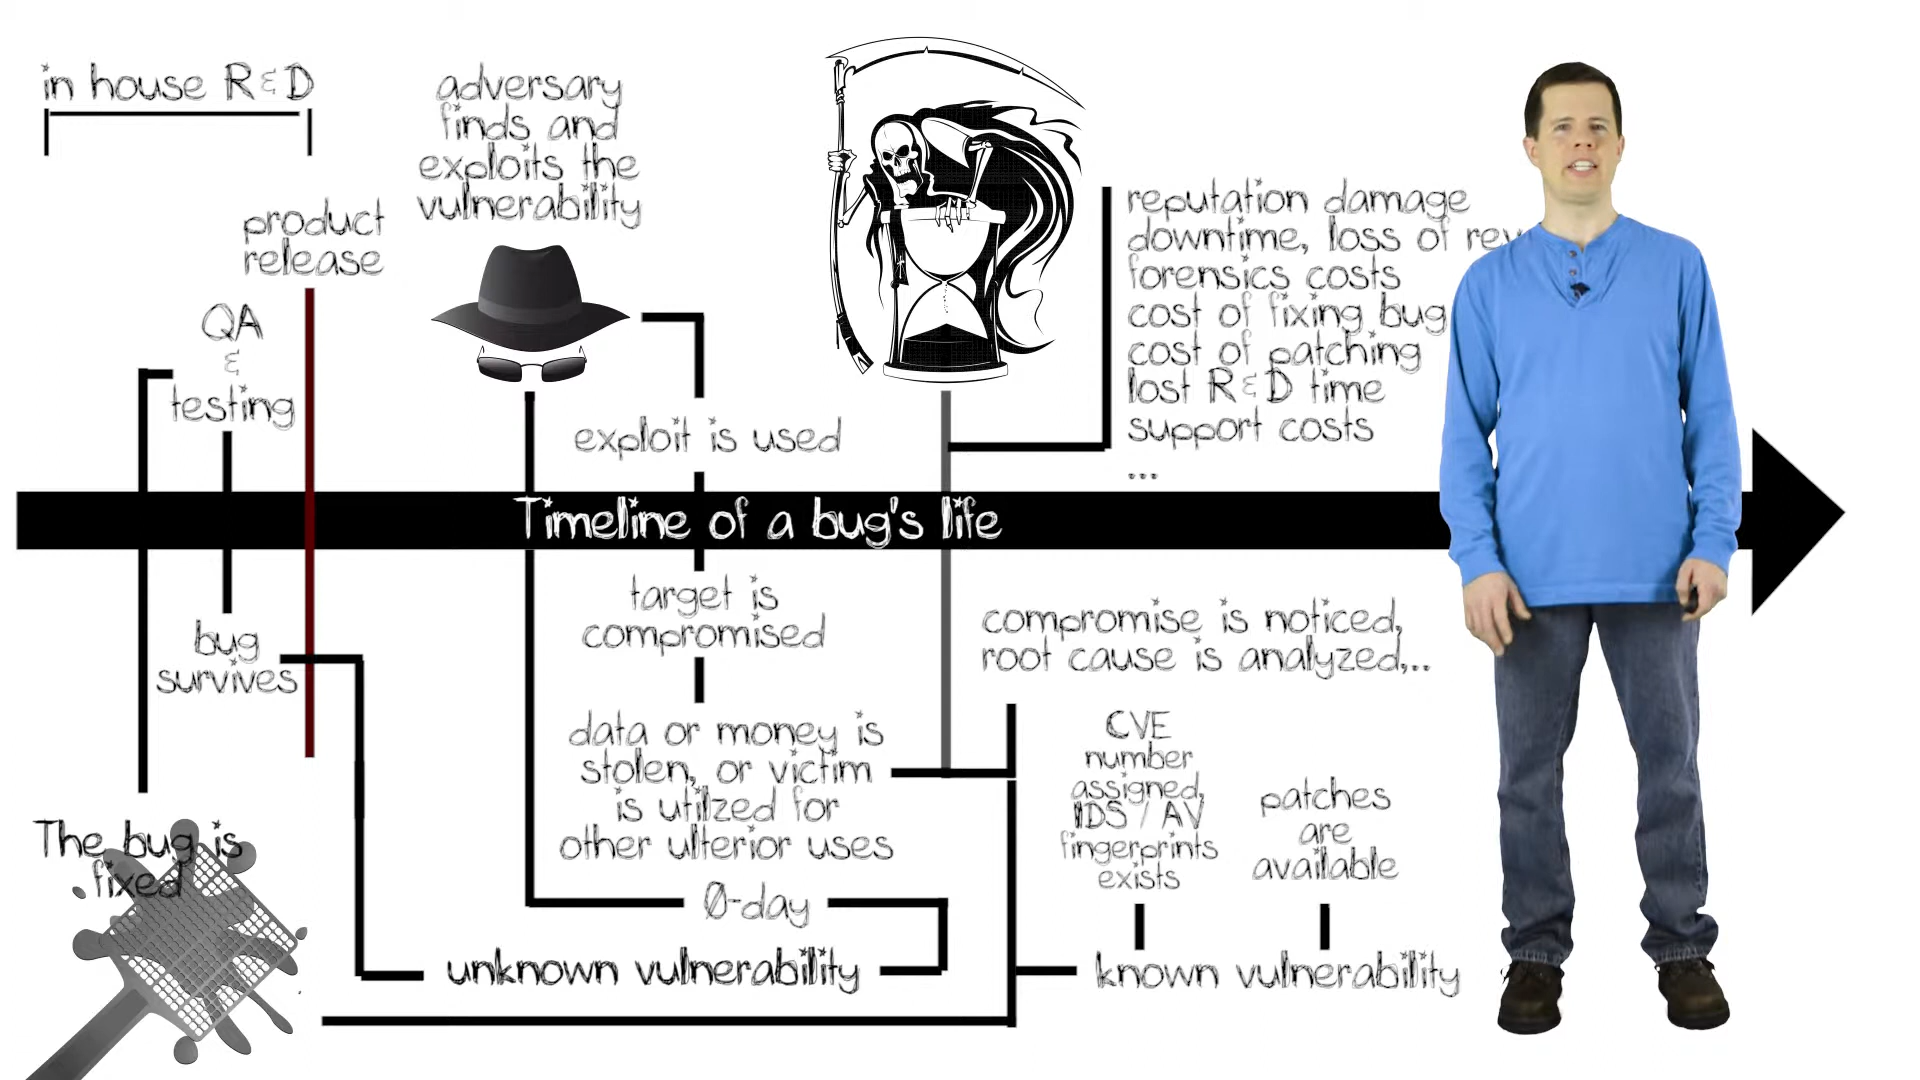 in house R & D
product
release
QA
&
testing
adversary
finds and
exploits the
vulnerability
exploit is used
reputation damage
downtime, loss of
forensics costs
cost of fixing bug
cost of patching
lost R & D time
support costs
...
Timeline of a bug's life
bug
survives
The bug is
fixed
target is
compromised
data or money is
stolen, or victim
is utilzed for
other ulterior uses
0-day
unknown vulnerability
compromise is noticed,
root cause is analyzed,..
CVE
number
assigned,
IDS / AV
fingerprints
exists
patches
are
available
known vulnerability